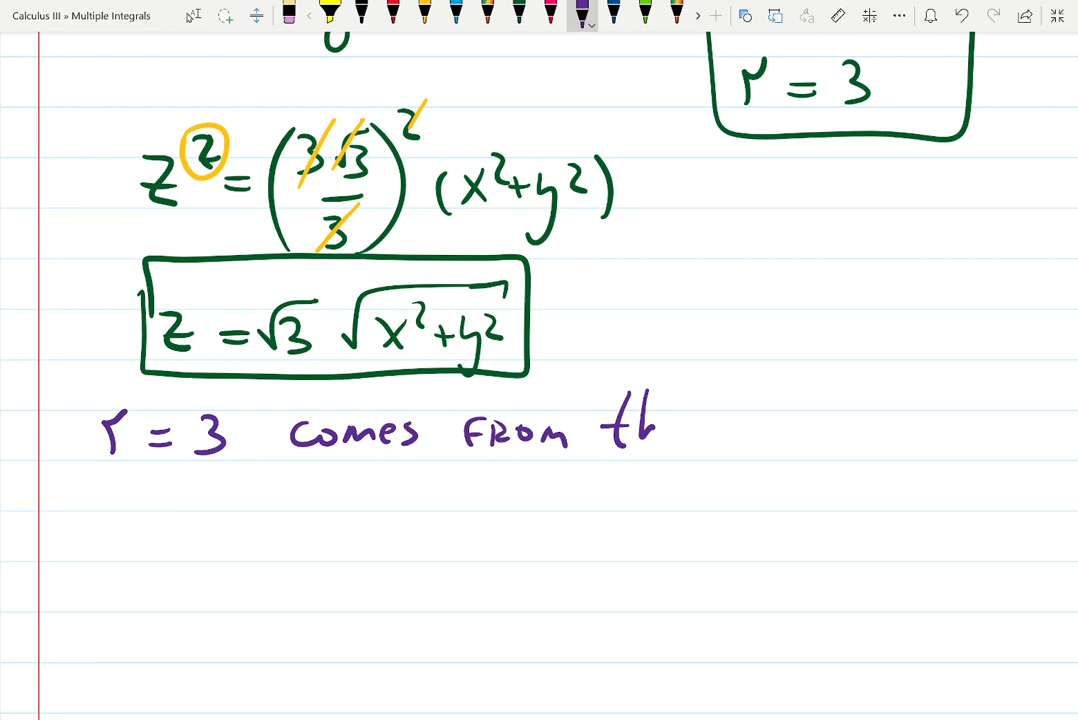 Calculus III » Multiple Integrals
r = 3
z² = (3√3/3)² (x²+y²)
z = √3 √x²+y²
r = 3 comes FROM th